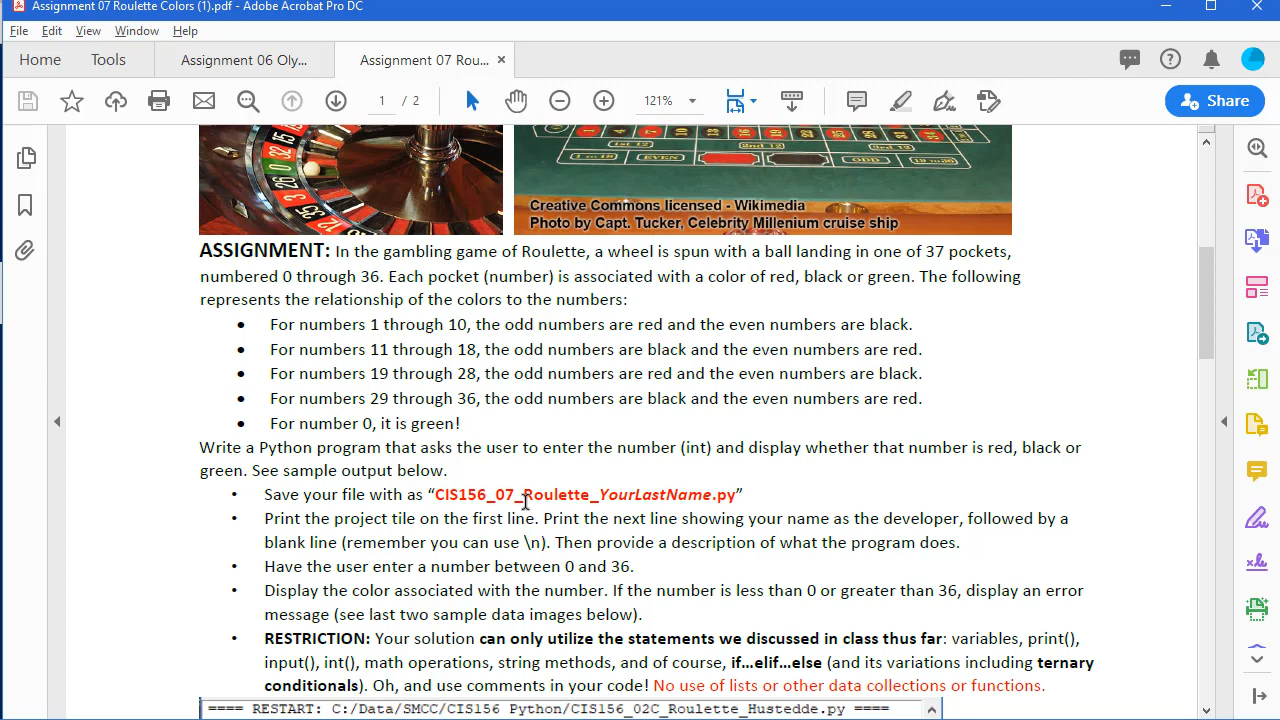 Assignment 07 Roulette Colors (1).pdf - Adobe Acrobat Pro DC
File Edit View Window Help
Home Tools Assignment 06 Oly... Assignment 07 Rou... ×
1 / 2 121% Share
Creative Commons licensed - Wikimedia
Photo by Capt. Tucker, Celebrity Millenium cruise ship
ASSIGNMENT: In the gambling game of Roulette, a wheel is spun with a ball landing in one of 37 pockets,
numbered 0 through 36. Each pocket (number) is associated with a color of red, black or green. The following
represents the relationship of the colors to the numbers:
• For numbers 1 through 10, the odd numbers are red and the even numbers are black.
• For numbers 11 through 18, the odd numbers are black and the even numbers are red.
• For numbers 19 through 28, the odd numbers are red and the even numbers are black.
• For numbers 29 through 36, the odd numbers are black and the even numbers are red.
• For number 0, it is green!
Write a Python program that asks the user to enter the number (int) and display whether that number is red, black or
green. See sample output below.
• Save your file with as “CIS156_07_Roulette_YourLastName.py”
• Print the project tile on the first line. Print the next line showing your name as the developer, followed by a
blank line (remember you can use \n). Then provide a description of what the program does.
• Have the user enter a number between 0 and 36.
• Display the color associated with the number. If the number is less than 0 or greater than 36, display an error
message (see last two sample data images below).
• RESTRICTION: Your solution can only utilize the statements we discussed in class thus far: variables, print(),
input(), int(), math operations, string methods, and of course, if…elif…else (and its variations including ternary
conditionals). Oh, and use comments in your code! No use of lists or other data collections or functions.
==== RESTART: C:/Data/SMCC/CIS156 Python/CIS156_02C_Roulette_Hustedde.py ====